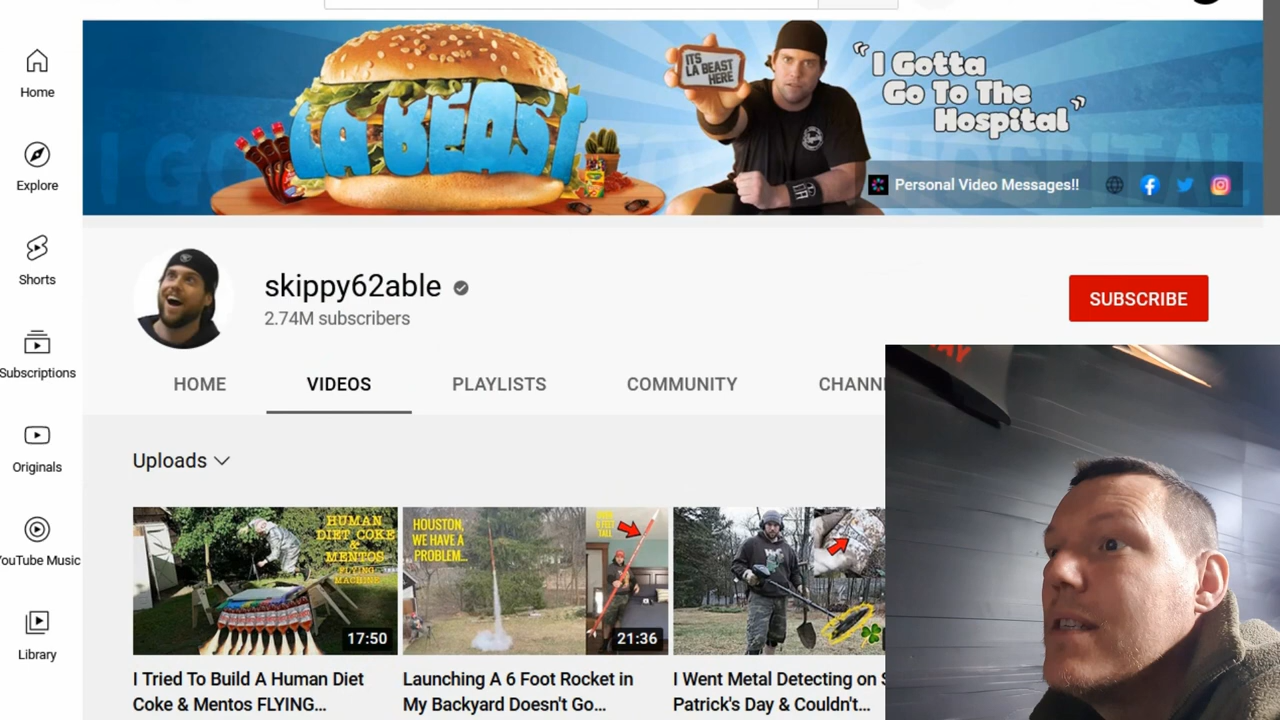 LA BEAST
ITS
LA BEAST
HERE
"I Gotta
Go To The
Hospital"
Personal Video Messages!!
Home
Explore
Shorts
Subscriptions
Originals
YouTube Music
Library
skippy62able
2.74M subscribers
SUBSCRIBE
HOME
VIDEOS
PLAYLISTS
COMMUNITY
CHANN
Uploads
HUMAN
DIET COKE
&
MENTOS
FLYING
MACHINE
17:50
HOUSTON,
WE HAVE A
PROBLEM...
21:36
I Tried To Build A Human Diet
Coke & Mentos FLYING...
Launching A 6 Foot Rocket in
My Backyard Doesn't Go...
I Went Metal Detecting on S
Patrick's Day & Couldn't...